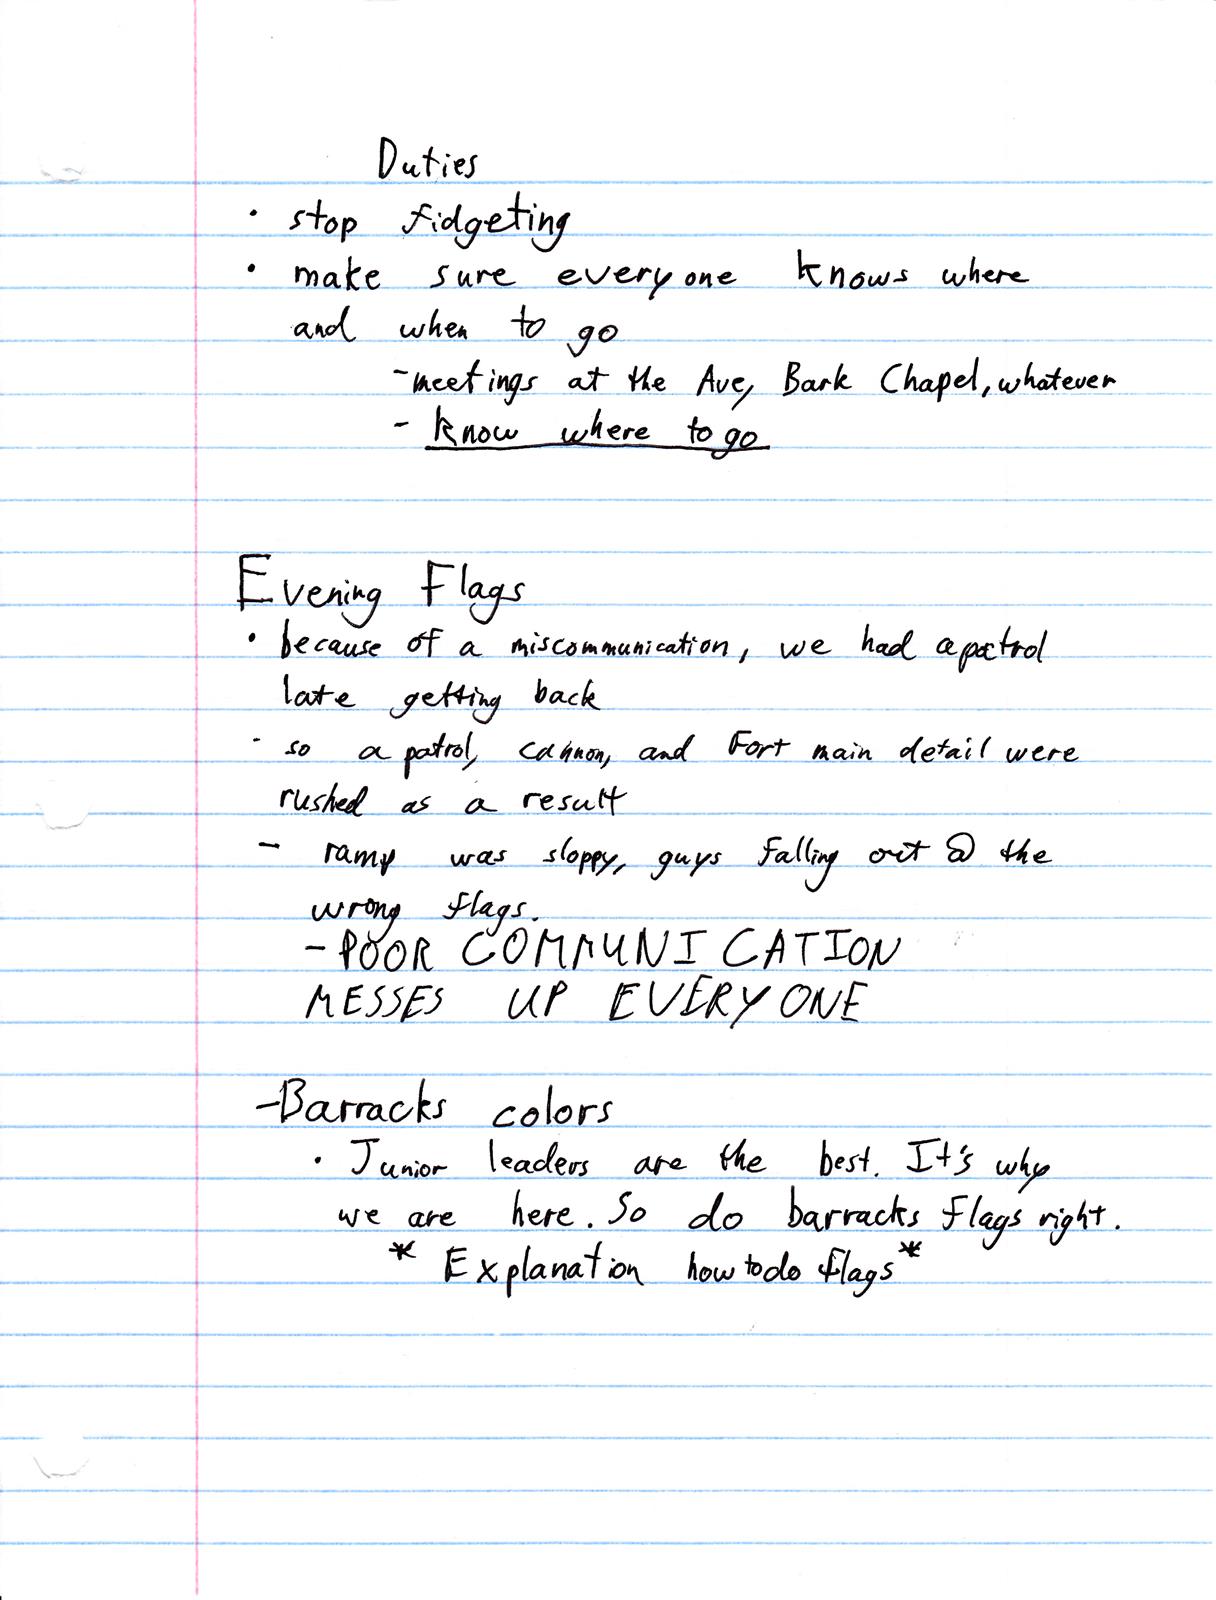 Duties
• stop fidgeting
• make sure everyone knows where
and when to go
- meetings at the Ave, Bark Chapel, whatever
- know where to go
Evening Flags
• because of a miscommunication, we had a patrol
late getting back
- so a patrol, cannon, and Fort main detail were
rushed as a result
- ramp was sloppy, guys falling out @ the
wrong flags.
- POOR COMMUNICATION
MESSES UP EVERYONE
- Barracks colors
• Junior leaders are the best. It's why
we are here. So do barracks flags right.
* Explanation how to do flags *